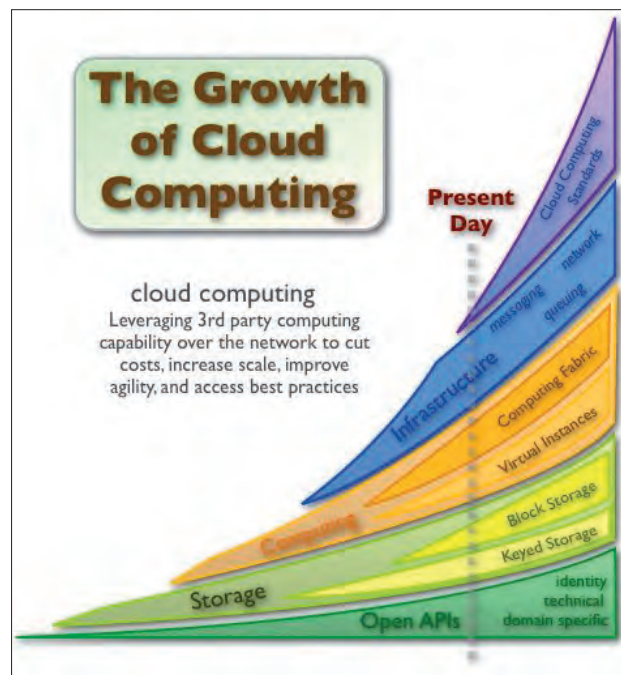 The Growth
of Cloud
Computing
Present
Day
cloud computing
Leveraging 3rd party computing
capability over the network to cut
costs, increase scale, improve
agility, and access best practices
Cloud Computing
Standards
messaging network
queuing
Infrastructure
Computing Fabric
Virtual Instances
Computing
Block Storage
Keyed Storage
Storage
Open APIs
identity
technical
domain specific